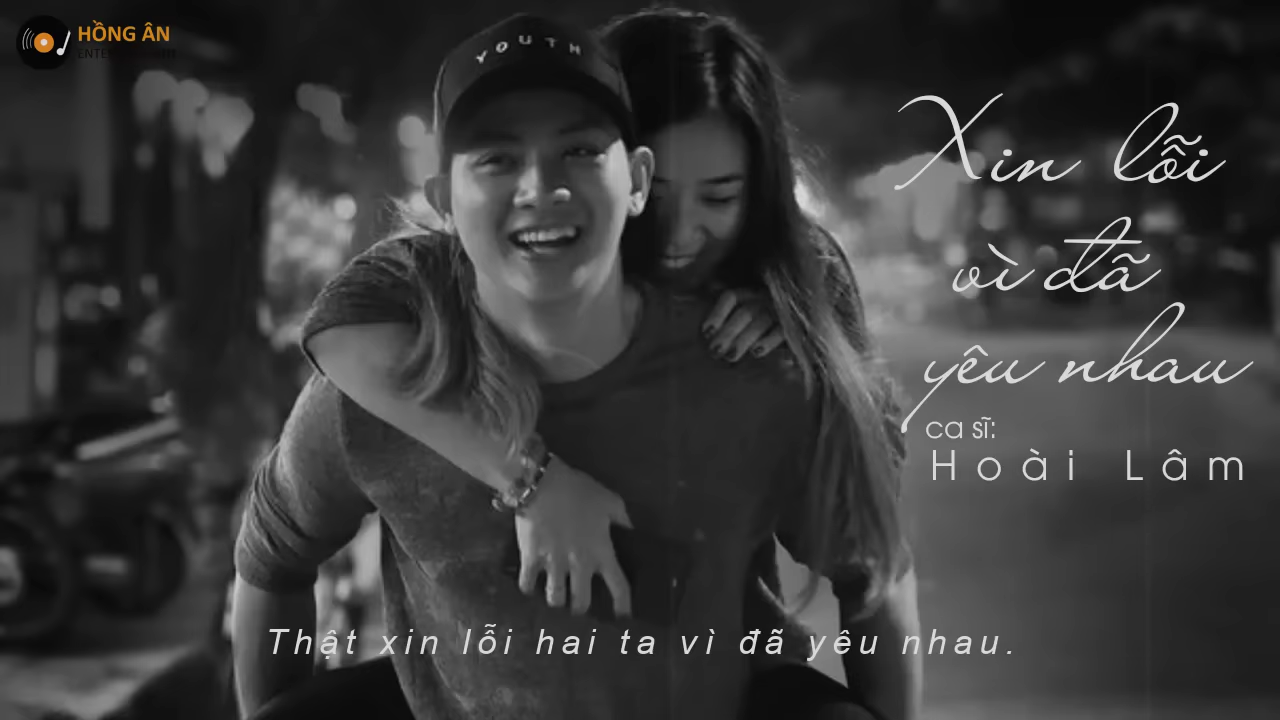 HỒNG ÂN
ENTERTAINMENT
YOUTH
Xin lỗi
vì đã
yêu nhau
ca sĩ:
Hoài Lâm
Thật xin lỗi hai ta vì đã yêu nhau.